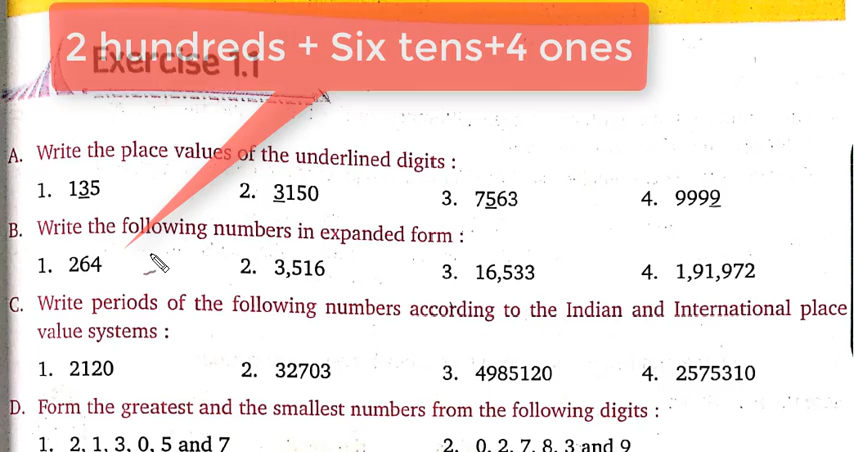 2 hundreds + Six tens+4 ones
Exercise 1.1
A. Write the place values of the underlined digits :
1. 135 2. 3150 3. 7563 4. 9999
B. Write the following numbers in expanded form :
1. 264 2. 3,516 3. 16,533 4. 1,91,972
C. Write periods of the following numbers according to the Indian and International place
value systems :
1. 2120 2. 32703 3. 4985120 4. 2575310
D. Form the greatest and the smallest numbers from the following digits :
1. 2, 1, 3, 0, 5 and 7 2. 0, 2, 7, 8, 3 and 9